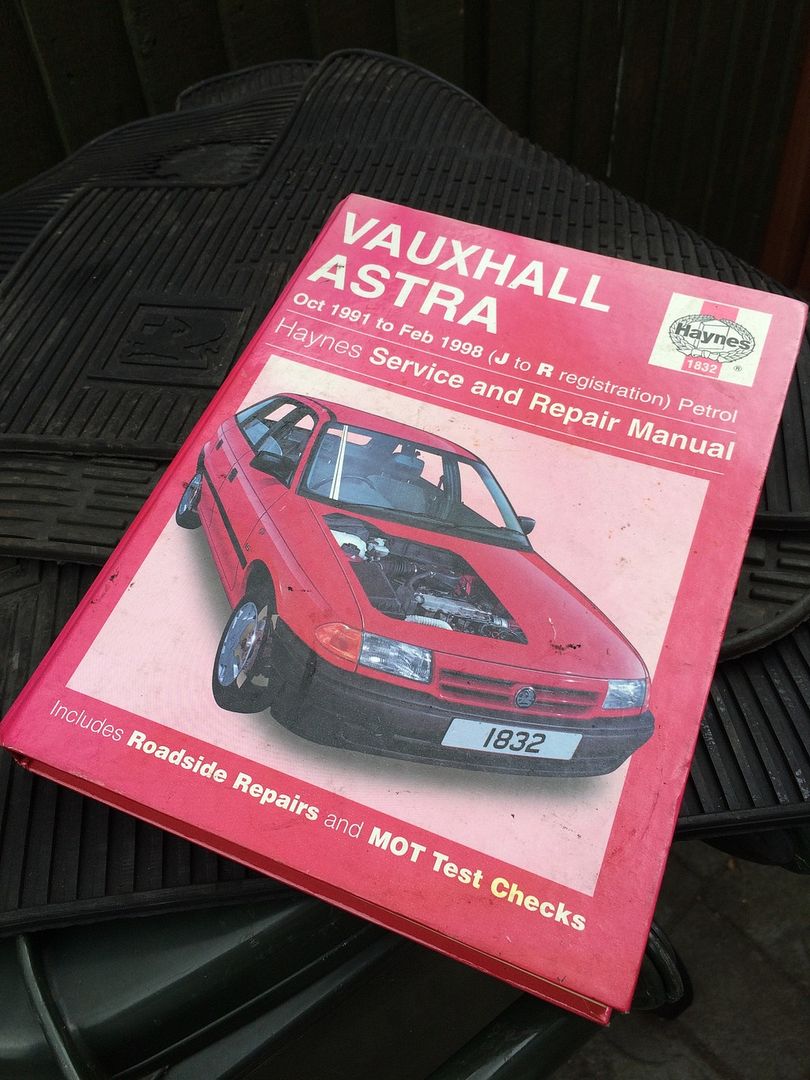 VAUXHALL
ASTRA
Oct 1991 to Feb 1998 (J to R registration) Petrol
Haynes Service and Repair Manual
Haynes
1832
®
1832
Includes Roadside Repairs and MOT Test Checks